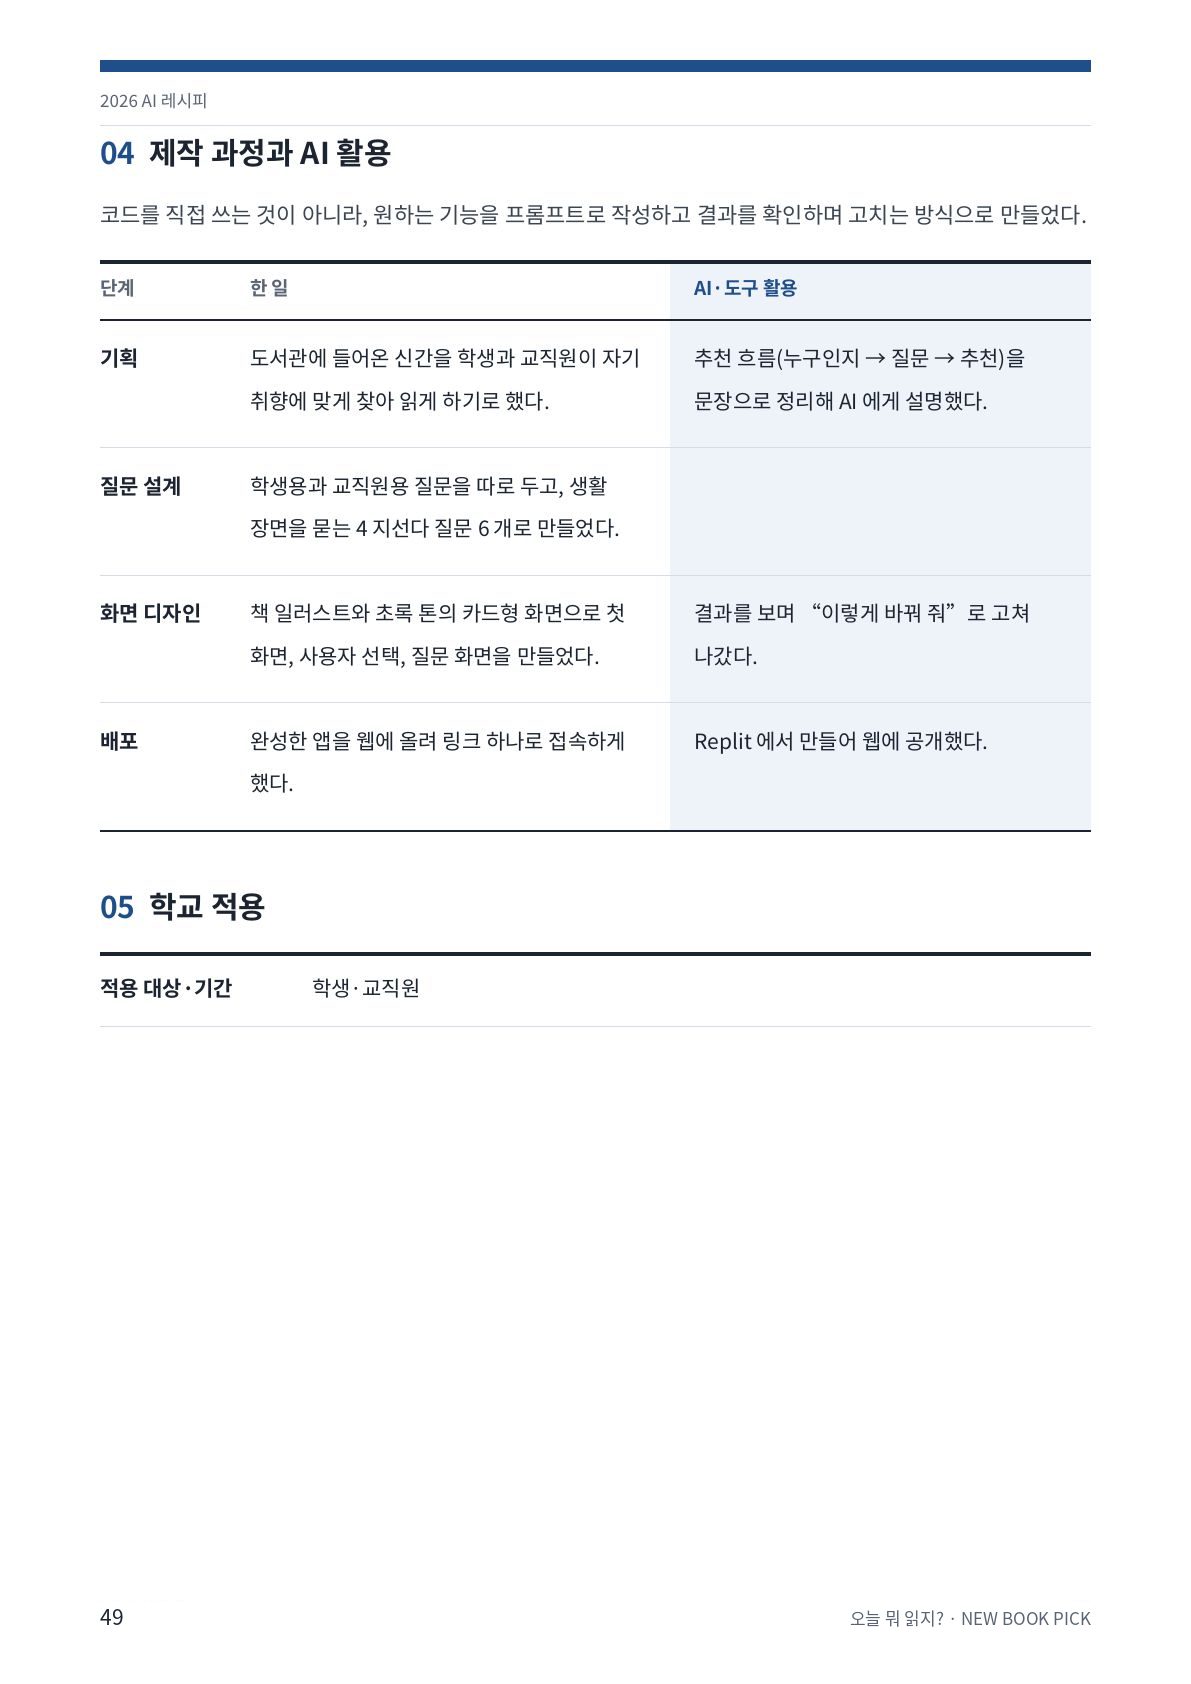 2026 AI 레시피
04 제작 과정과 AI 활용
코드를 직접 쓰는 것이 아니라, 원하는 기능을 프롬프트로 작성하고 결과를 확인하며 고치는 방식으로 만들었다.
단계 한 일 AI·도구 활용
기획 도서관에 들어온 신간을 학생과 교직원이 자기 추천 흐름(누구인지 → 질문 → 추천)을
취향에 맞게 찾아 읽게 하기로 했다. 문장으로 정리해 AI 에게 설명했다.
질문 설계 학생용과 교직원용 질문을 따로 두고, 생활
장면을 묻는 4 지선다 질문 6 개로 만들었다.
화면 디자인 책 일러스트와 초록 톤의 카드형 화면으로 첫 결과를 보며 “이렇게 바꿔 줘” 로 고쳐
화면, 사용자 선택, 질문 화면을 만들었다. 나갔다.
배포 완성한 앱을 웹에 올려 링크 하나로 접속하게 Replit 에서 만들어 웹에 공개했다.
했다.
05 학교 적용
적용 대상·기간 학생·교직원
49 오늘 뭐 읽지? · NEW BOOK PICK